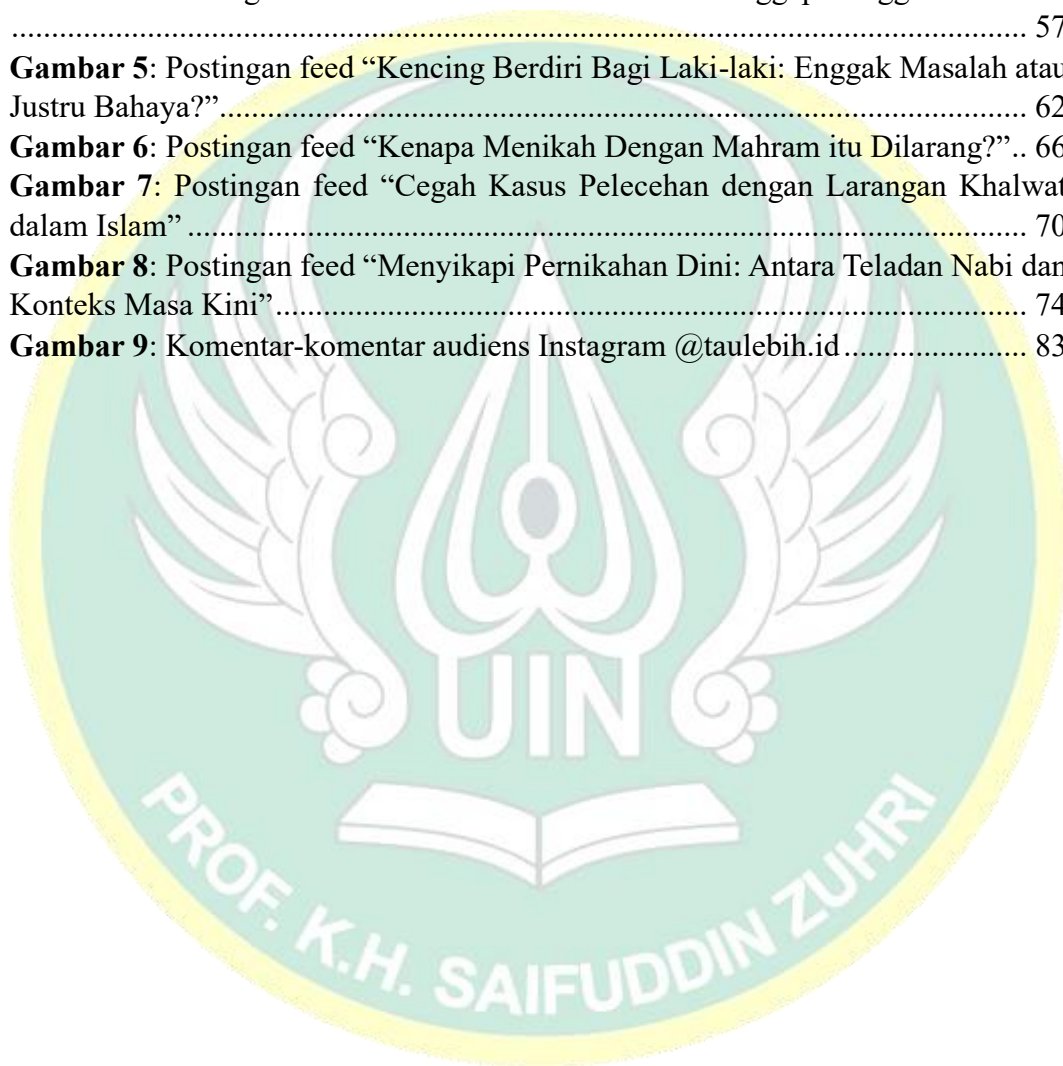 ............................................................................................................................................ 57
Gambar 5: Postingan feed “Kencing Berdiri Bagi Laki-laki: Enggak Masalah atau
Justru Bahaya?”............................................................................................................... 62
Gambar 6: Postingan feed “Kenapa Menikah Dengan Mahram itu Dilarang?”.. 66
Gambar 7: Postingan feed “Cegah Kasus Pelecehan dengan Larangan Khalwat
dalam Islam” .................................................................................................................... 70
Gambar 8: Postingan feed “Menyikapi Pernikahan Dini: Antara Teladan Nabi dan
Konteks Masa Kini”........................................................................................................ 74
Gambar 9: Komentar-komentar audiens Instagram @taulebih.id......................... 83
UIN
PROF. K.H. SAIFUDDIN ZUHRI